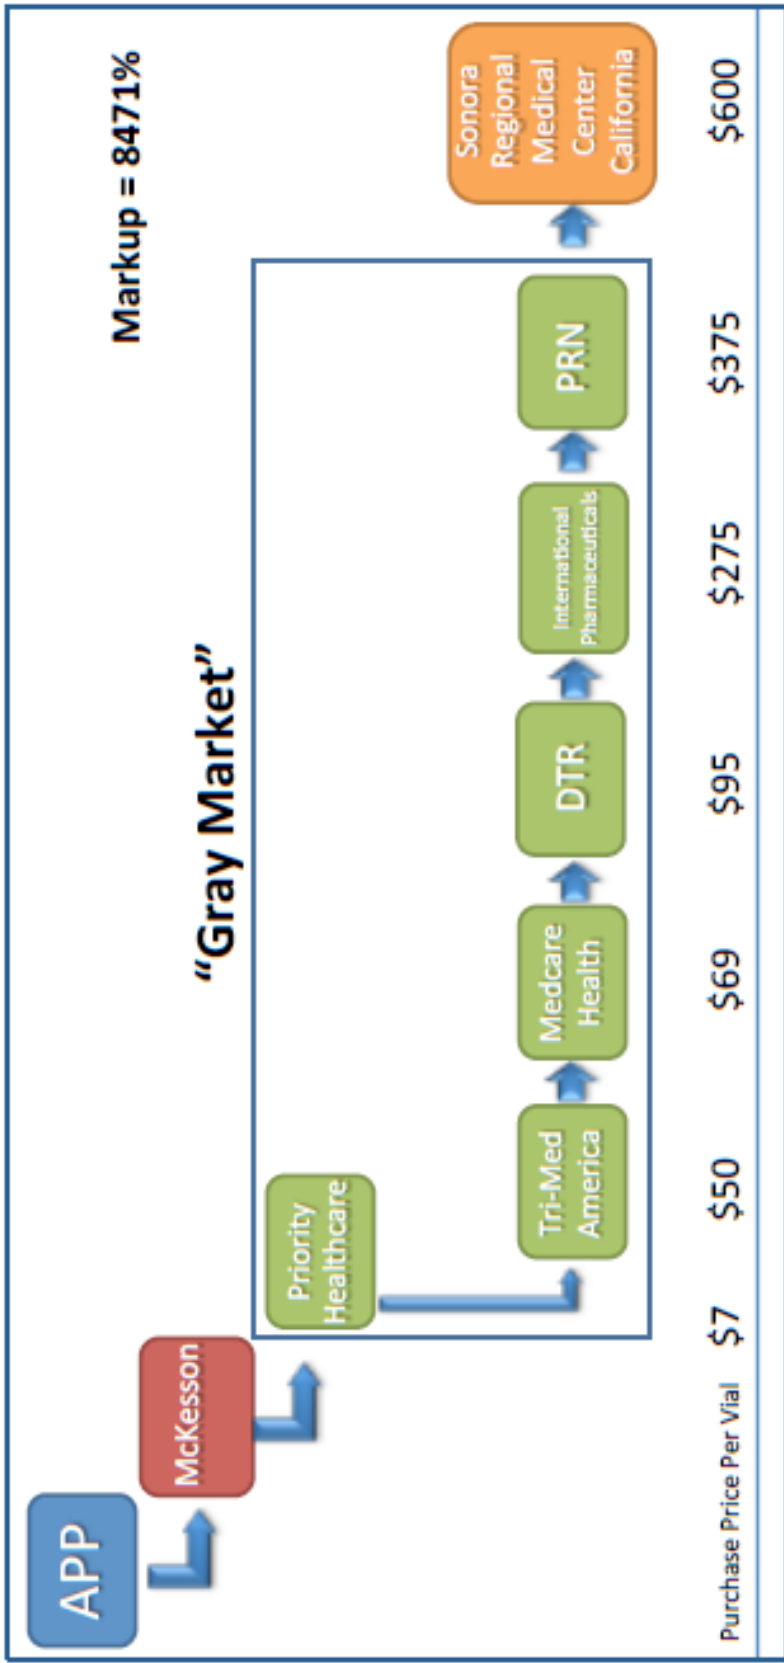 Markup = 8471%
APP
McKesson
“Gray Market”
Priority
Healthcare
Tri-Med
America
Medcare
Health
DTR
International
Pharmaceuticals
PRN
Sonora
Regional
Medical
Center
California
Purchase Price Per Vial
$7
$50
$69
$95
$275
$375
$600